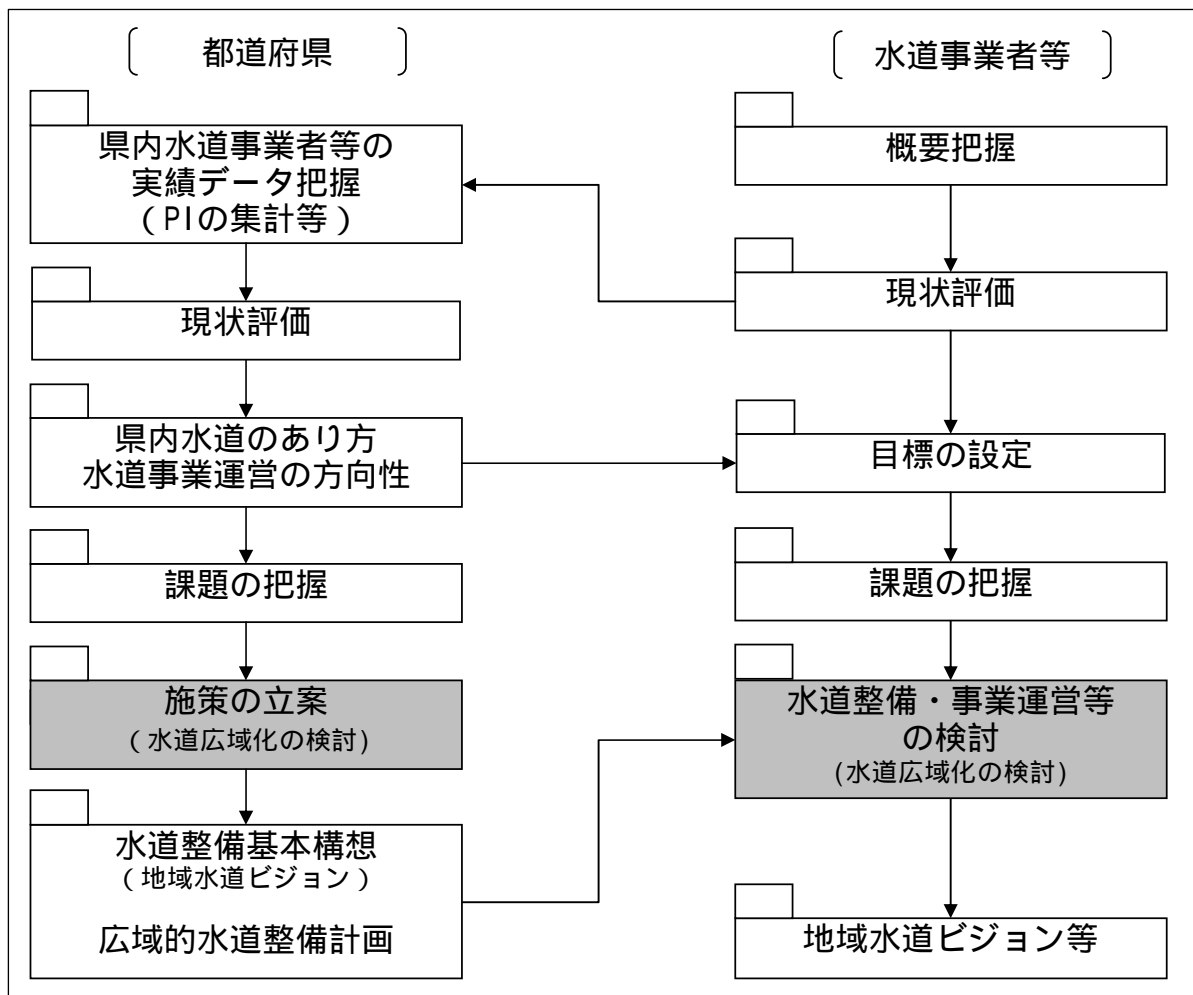 〔 都道府県 〕
県内水道事業者等の
実績データ把握
（PIの集計等）
現状評価
県内水道のあり方
水道事業運営の方向性
課題の把握
施策の立案
（水道広域化の検討）
水道整備基本構想
（地域水道ビジョン）
広域的水道整備計画
〔 水道事業者等 〕
概要把握
現状評価
目標の設定
課題の把握
水道整備・事業運営等
の検討
（水道広域化の検討）
地域水道ビジョン等